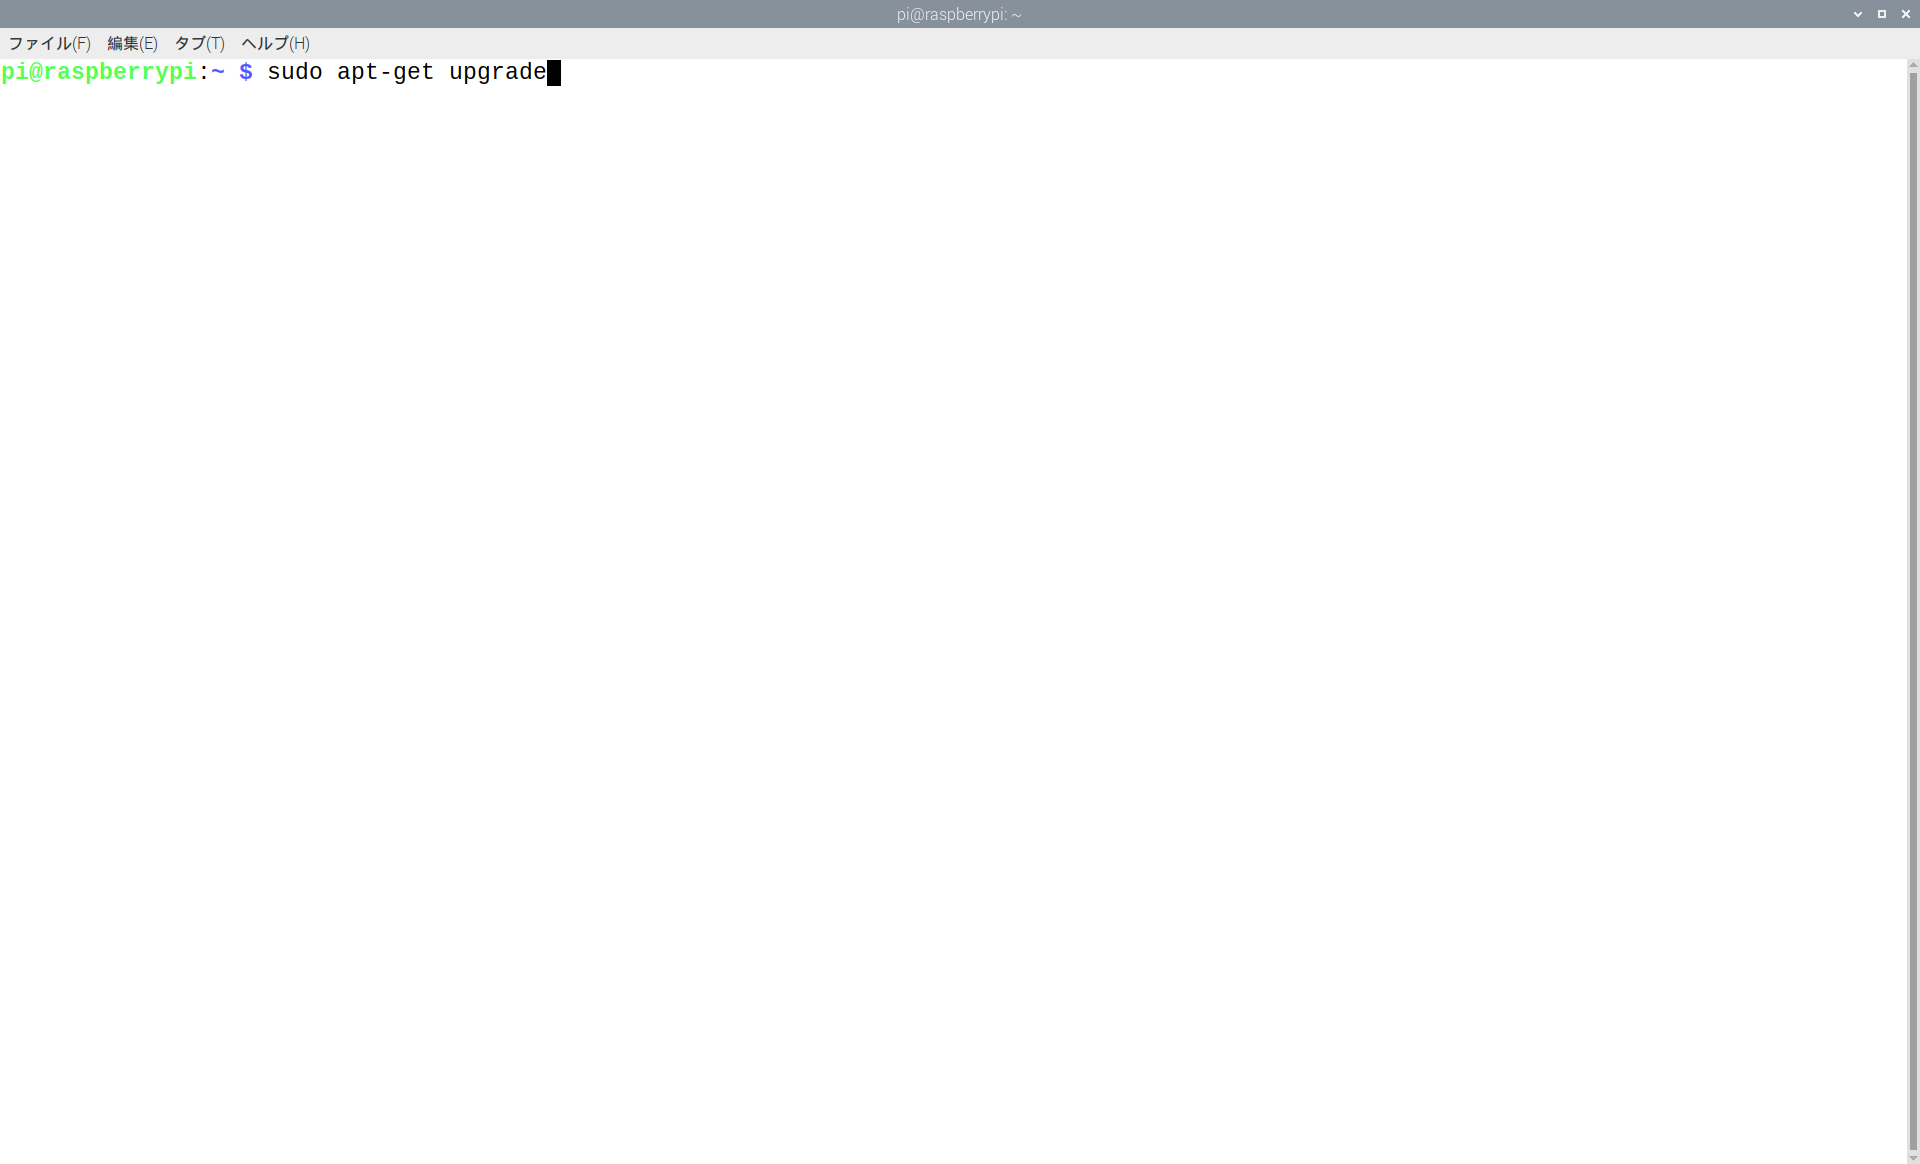 pi@raspberrypi: ~
ファイル(F) 編集(E) タブ(T) ヘルプ(H)
pi@raspberrypi:~ $ sudo apt-get upgrade